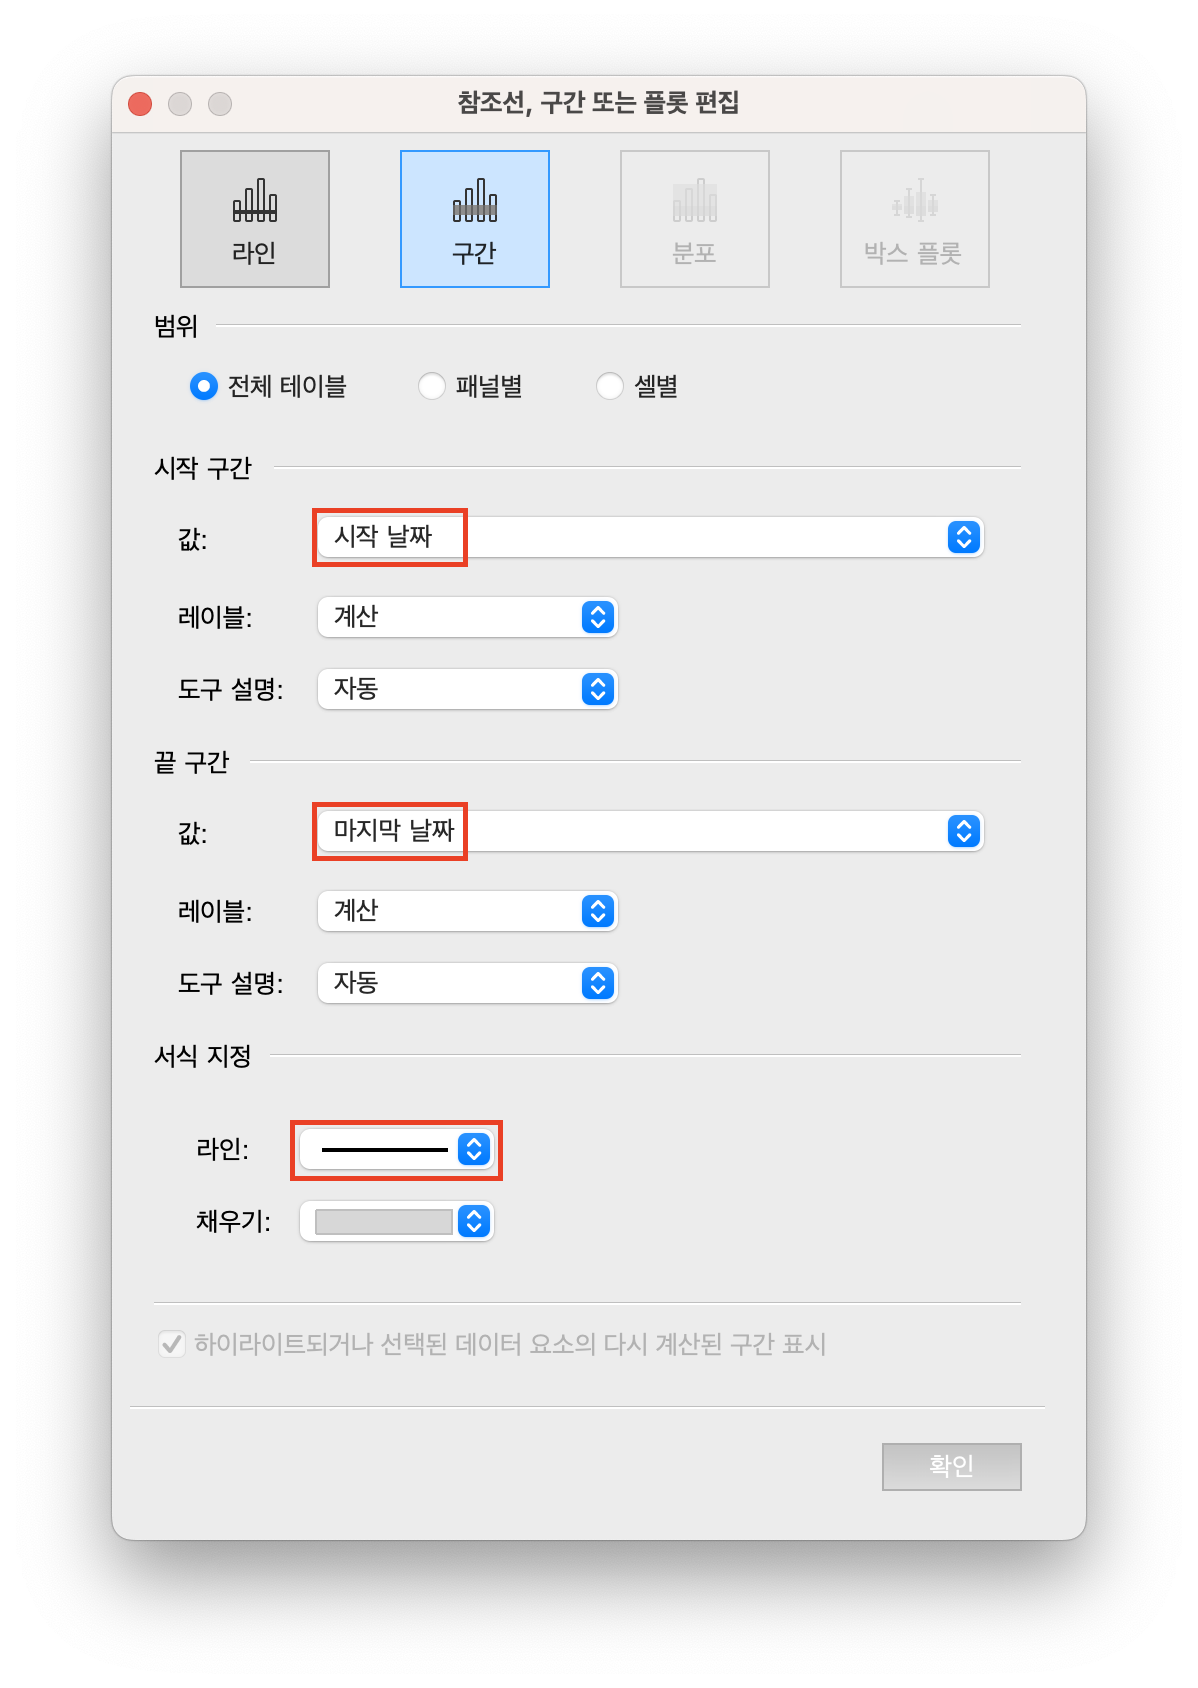 참조선, 구간 또는 플롯 편집
라인
구간
분포
박스 플롯
범위
전체 테이블
패널별
셀별
시작 구간
값:
시작 날짜
레이블:
계산
도구 설명:
자동
끝 구간
값:
마지막 날짜
레이블:
계산
도구 설명:
자동
서식 지정
라인:
채우기:
하이라이트되거나 선택된 데이터 요소의 다시 계산된 구간 표시
확인